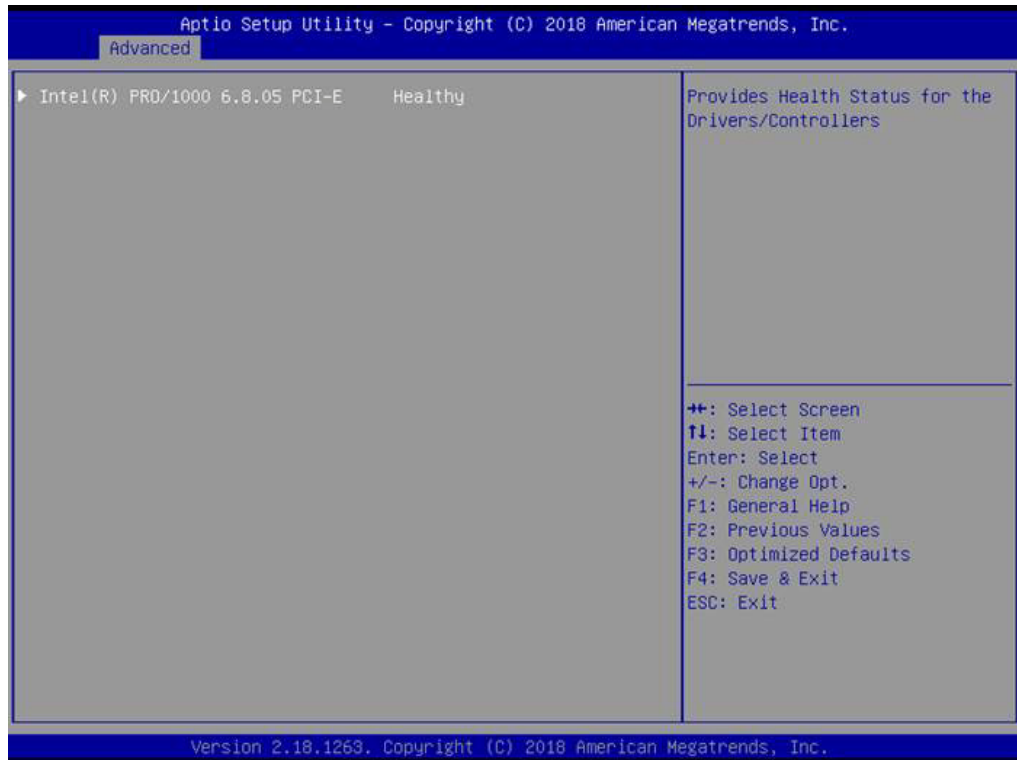 Aptio Setup Utility – Copyright (C) 2018 American Megatrends, Inc.
Advanced
Intel(R) PRO/1000 6.8.05 PCI-E Healthy
Provides Health Status for the
Drivers/Controllers
→←: Select Screen
↑↓: Select Item
Enter: Select
+/-: Change Opt.
F1: General Help
F2: Previous Values
F3: Optimized Defaults
F4: Save & Exit
ESC: Exit
Version 2.18.1263. Copyright (C) 2018 American Megatrends, Inc.